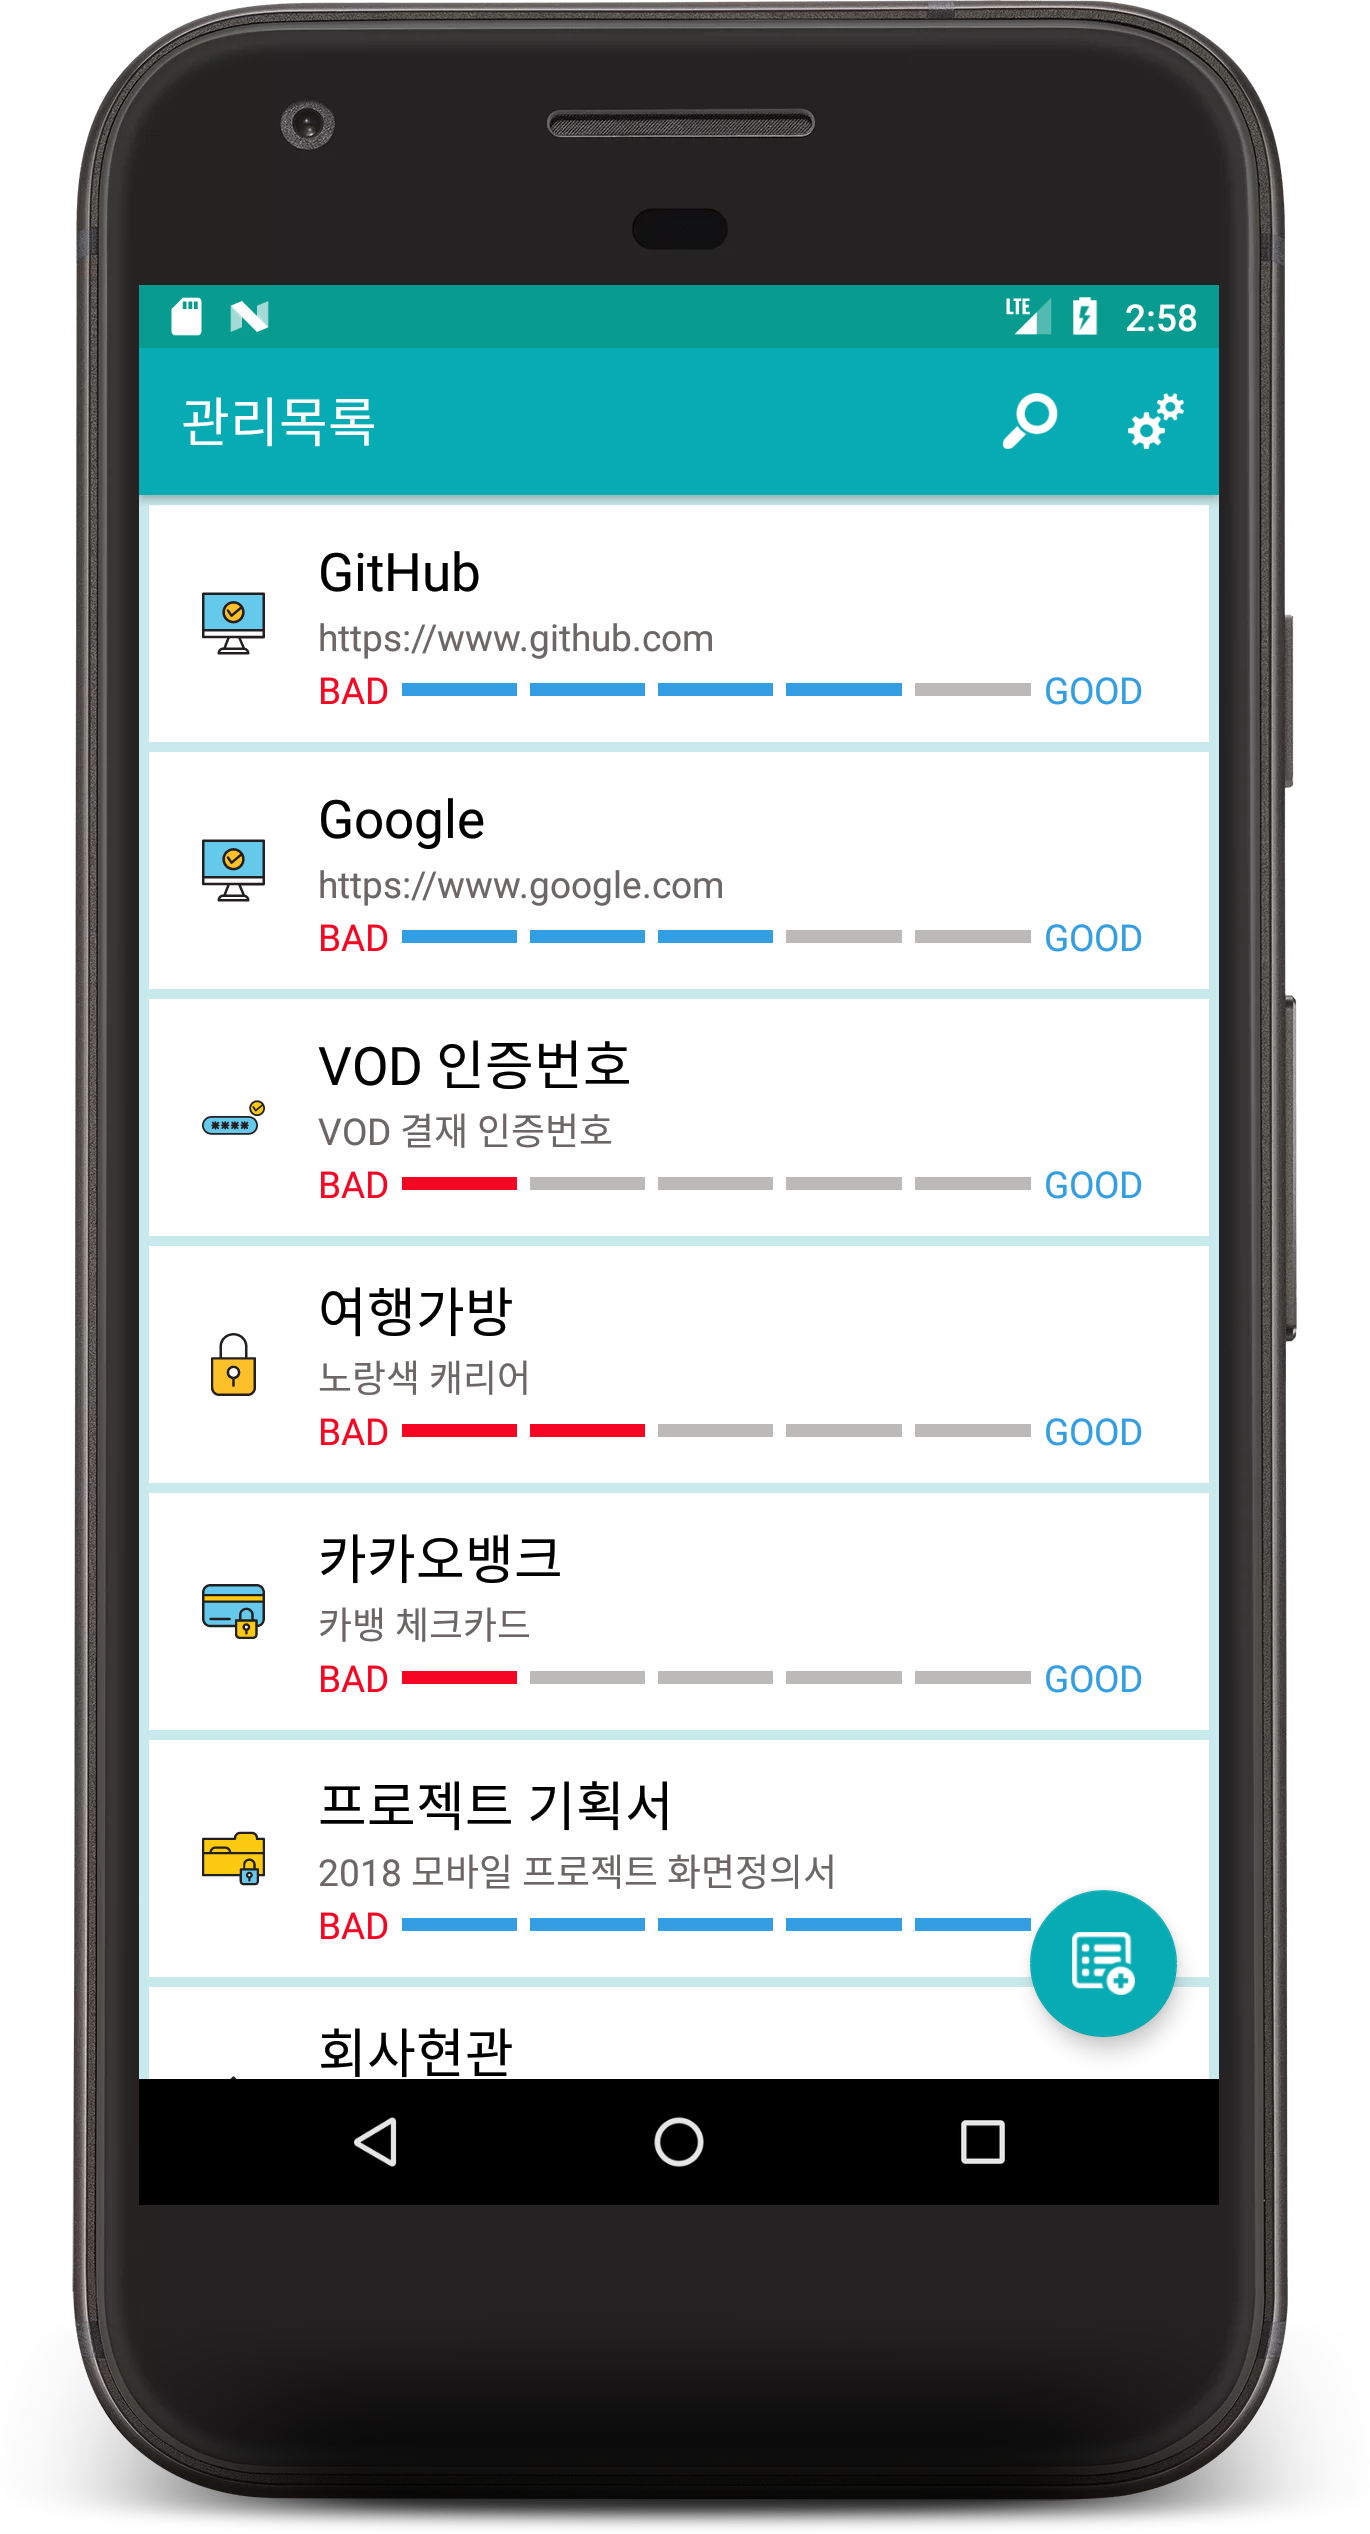 LTE 2:58
관리목록
GitHub
https://www.github.com
BAD GOOD
Google
https://www.google.com
BAD GOOD
VOD 인증번호
VOD 결재 인증번호
BAD GOOD
여행가방
노랑색 캐리어
BAD GOOD
카카오뱅크
카뱅 체크카드
BAD GOOD
프로젝트 기획서
2018 모바일 프로젝트 화면정의서
BAD
회사현관